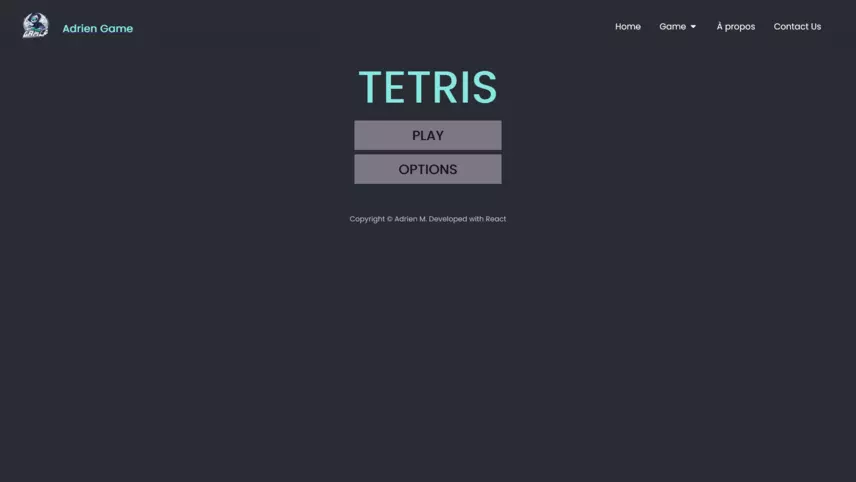 Adrien Game
Home
Game
À propos
Contact Us
TETRIS
PLAY
OPTIONS
Copyright © Adrien M. Developed with React